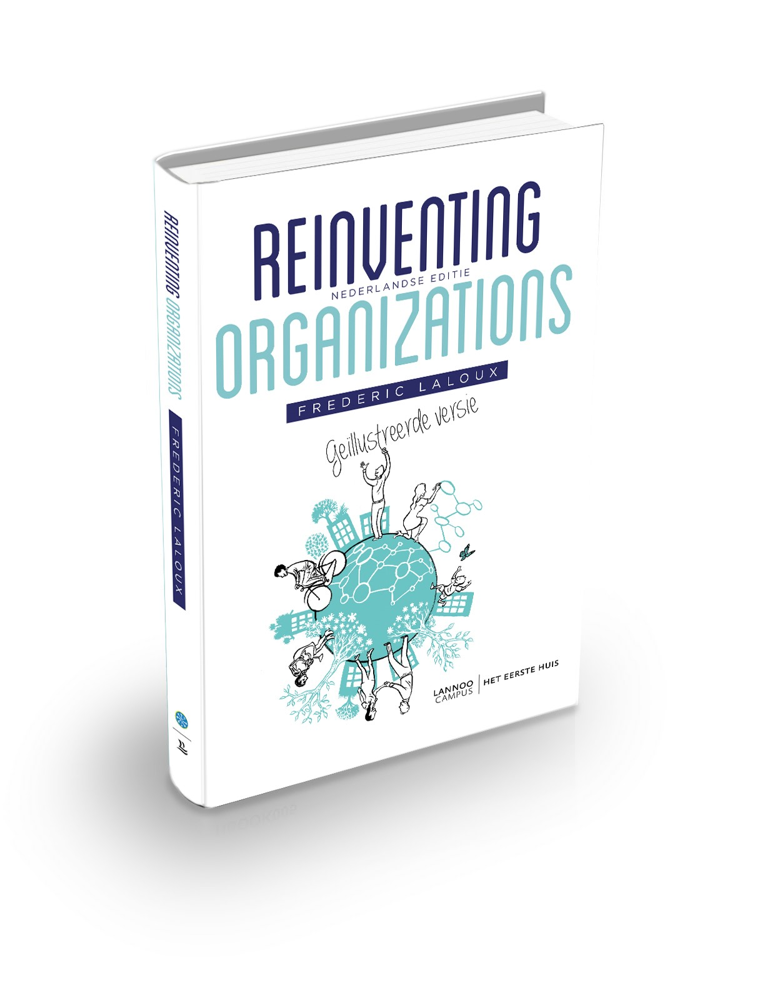 REINVENTING
NEDERLANDSE EDITIE
ORGANIZATIONS
FREDERIC LALOUX
Geïllustreerde versie
LANNOO
CAMPUS
HET EERSTE HUIS
REINVENTING ORGANIZATIONS
FREDERIC LALOUX